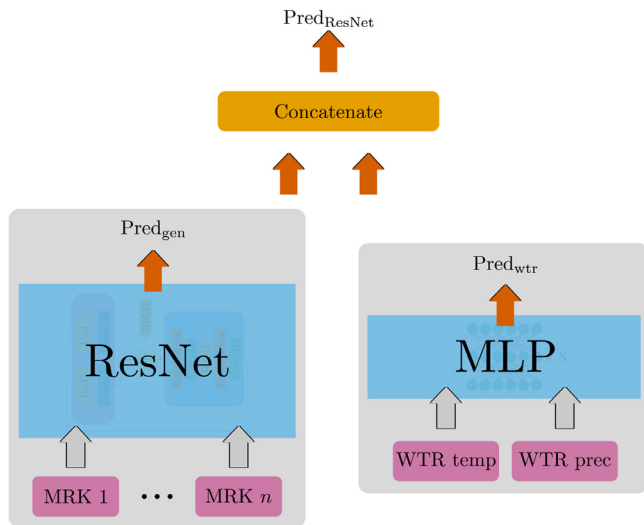 Pred_ResNet
Concatenate
Pred_gen
ResNet
MRK 1 • • • MRK n
Pred_wtr
MLP
WTR temp WTR prec